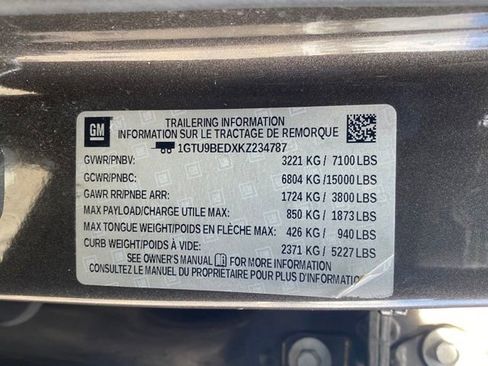 GM
TRAILERING INFORMATION
INFORMATION SUR LE TRACTAGE DE REMORQUE
1GTU9BEDXKZ234787
GVWR/PNBV: 3221 KG / 7100 LBS
GCWR/PNBC: 6804 KG /15000 LBS
GAWR RR/PNBE ARR: 1724 KG / 3800 LBS
MAX PAYLOAD/CHARGE UTILE MAX: 850 KG / 1873 LBS
MAX TONGUE WEIGHT/POIDS EN FLÈCHE MAX: 426 KG / 940 LBS
CURB WEIGHT/POIDS À VIDE: 2371 KG / 5227 LBS
SEE OWNER'S MANUAL FOR MORE INFORMATION
CONSULTEZ LE MANUEL DU PROPRIETAIRE POUR PLUS D'INFORMATION